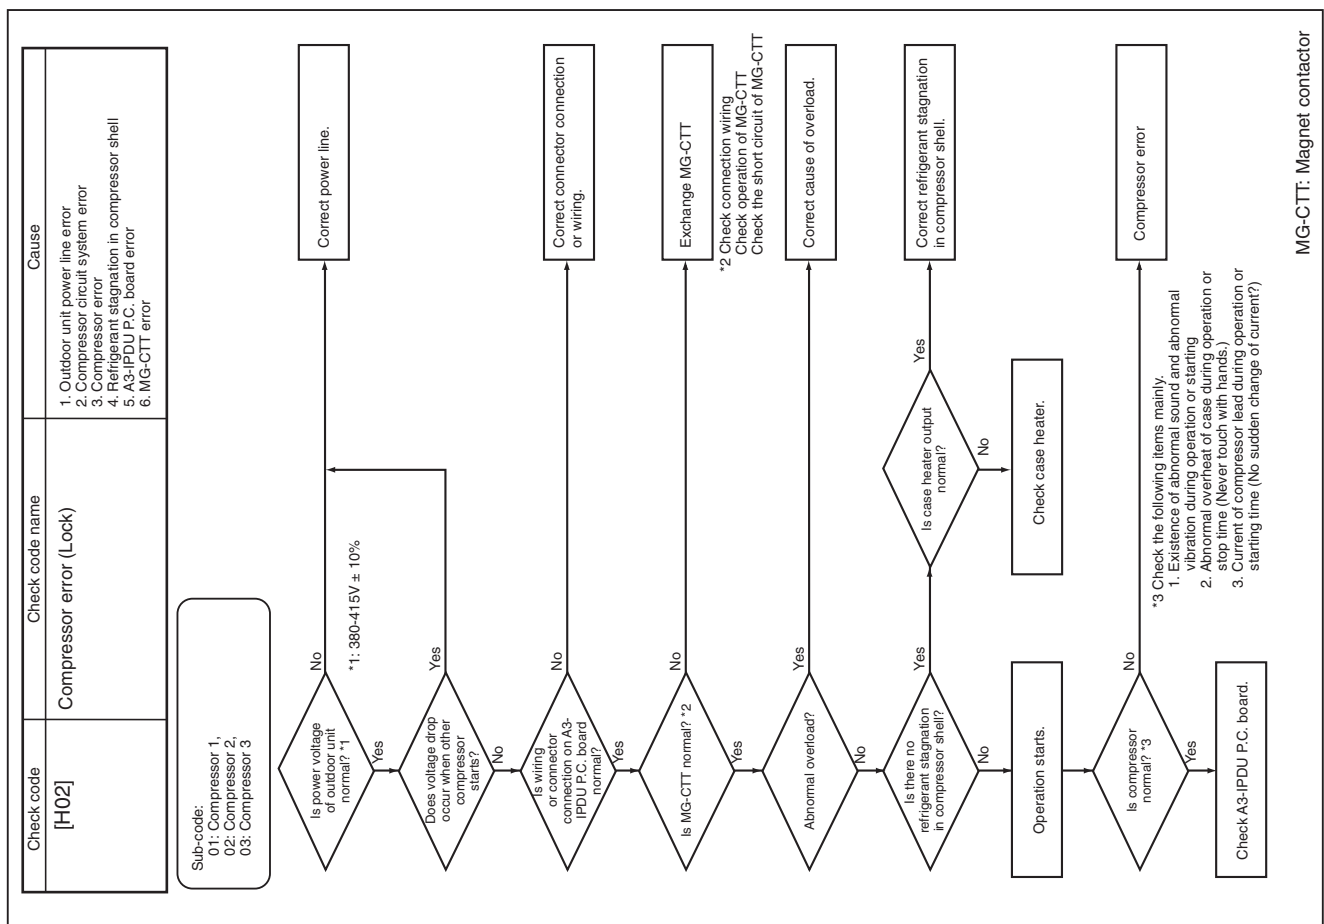 Check code
Check code name
Cause
[H02]
Compressor error (Lock)
1. Outdoor unit power line error
2. Compressor circuit system error
3. Compressor error
4. Refrigerant stagnation in compressor shell
5. A3-IPDU P.C. board error
6. MG-CTT error
Sub-code:
01: Compressor 1,
02: Compressor 2,
03: Compressor 3
Is power voltage
of outdoor unit
normal? *1
No
Correct power line.
*1: 380-415V ± 10%
Yes
Does voltage drop
occur when other
compressor
starts?
Yes
No
Is wiring
or connector
connection on A3-
IPDU P.C. board
normal?
No
Correct connector connection
or wiring.
Yes
Is MG-CTT normal? *2
No
Exchange MG-CTT
*2 Check connection wiring
Check operation of MG-CTT
Check the short circuit of MG-CTT
Yes
Abnormal overload?
Yes
Correct cause of overload.
No
Is there no
refrigerant stagnation
in compressor shell?
Yes
Is case heater output
normal?
Yes
Correct refrigerant stagnation
in compressor shell.
No
No
Operation starts.
Check case heater.
Is compressor
normal? *3
No
Compressor error
*3 Check the following items mainly.
1. Existence of abnormal sound and abnormal
vibration during operation or starting
2. Abnormal overheat of case during operation or
stop time (Never touch with hands.)
3. Current of compressor lead during operation or
starting time (No sudden change of current?)
Yes
Check A3-IPDU P.C. board.
MG-CTT: Magnet contactor